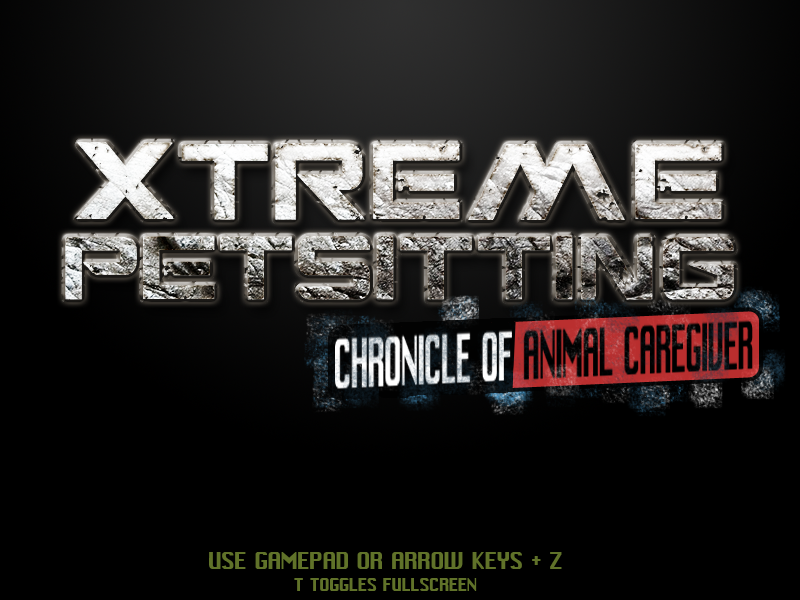 XTREME
PETSITTING
CHRONICLE OF ANIMAL CAREGIVER
USE GAMEPAD OR ARROW KEYS + Z
T TOGGLES FULLSCREEN